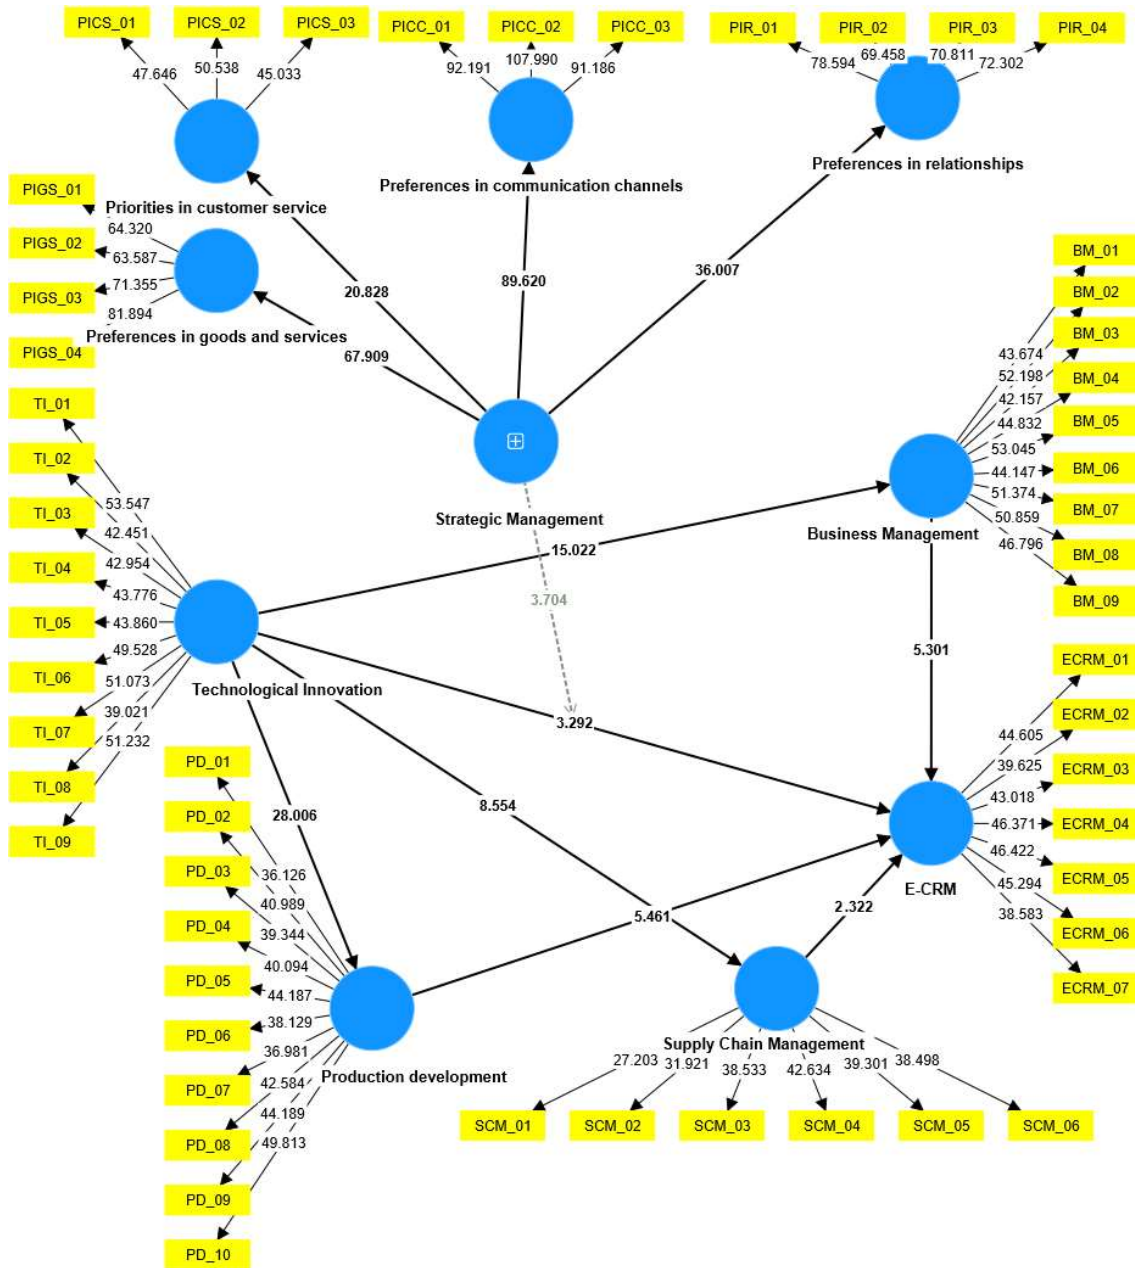 PICS_01
PICS_02
PICS_03
47.646
50.538
45.033
Priorities in customer service
PICC_01
PICC_02
PICC_03
92.191
107.990
91.186
Preferences in communication channels
PIR_01
PIR_02
PIR_03
PIR_04
78.594
69.458
70.811
72.302
Preferences in relationships
PIGS_01
PIGS_02
PIGS_03
PIGS_04
64.320
63.587
71.355
81.894
Preferences in goods and services
20.828
67.909
89.620
36.007
Strategic Management
3.704
TI_01
TI_02
TI_03
TI_04
TI_05
TI_06
TI_07
TI_08
TI_09
53.547
42.451
42.954
43.776
43.860
49.528
51.073
39.021
51.232
Technological Innovation
15.022
3.292
8.554
28.006
BM_01
BM_02
BM_03
BM_04
BM_05
BM_06
BM_07
BM_08
BM_09
43.674
52.198
42.157
44.832
53.045
44.147
51.374
50.859
46.796
Business Management
5.301
ECRM_01
ECRM_02
ECRM_03
ECRM_04
ECRM_05
ECRM_06
ECRM_07
44.605
39.625
43.018
46.371
46.422
45.294
38.583
E-CRM
PD_01
PD_02
PD_03
PD_04
PD_05
PD_06
PD_07
PD_08
PD_09
PD_10
36.126
40.989
39.344
40.094
44.187
38.129
36.981
42.584
44.189
49.813
Production development
5.461
2.322
Supply Chain Management
27.203
31.921
38.533
42.634
39.301
38.498
SCM_01
SCM_02
SCM_03
SCM_04
SCM_05
SCM_06